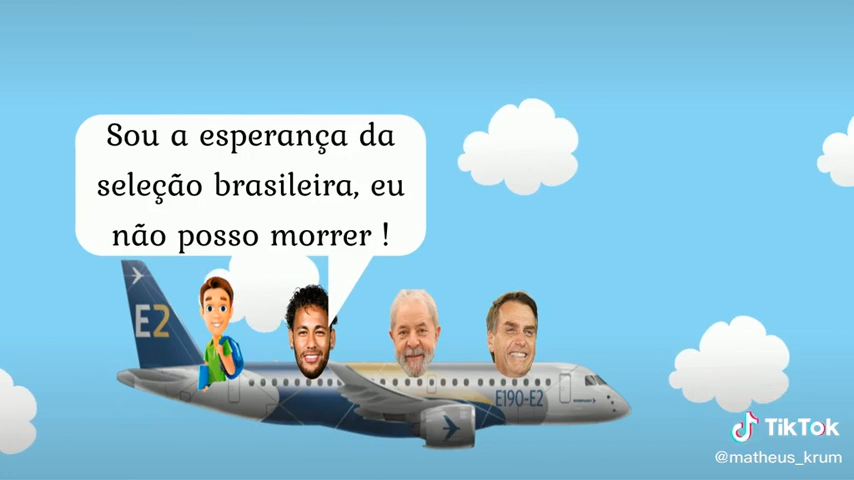 Sou a esperança da
seleção brasileira, eu
não posso morrer !
E2
E190-E2
TikTok
@matheus_krum